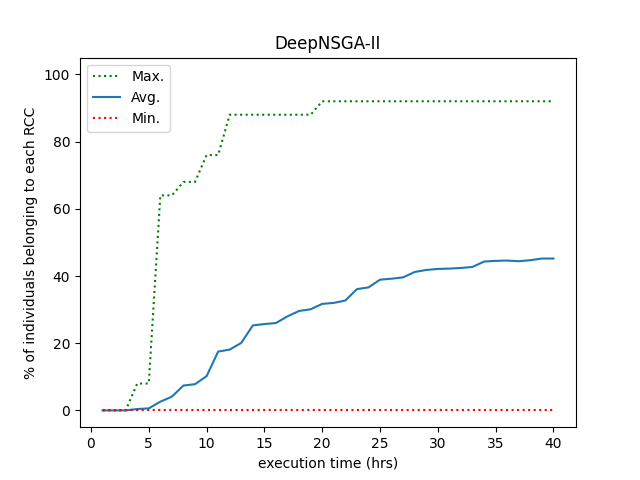 DeepNSGA-II
Max.
Avg.
Min.
% of individuals belonging to each RCC
100
80
60
40
20
0
0 5 10 15 20 25 30 35 40
execution time (hrs)